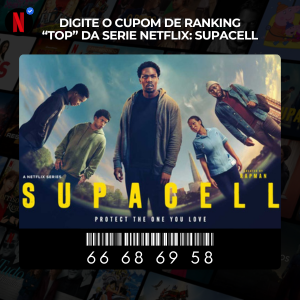 N
DIGITE O CUPOM DE RANKING
“TOP” DA SERIE NETFLIX: SUPACELL
A NETFLIX SERIES
RAPMAN
SUPACELL
PROTECT THE ONE YOU LOVE
66 68 69 58